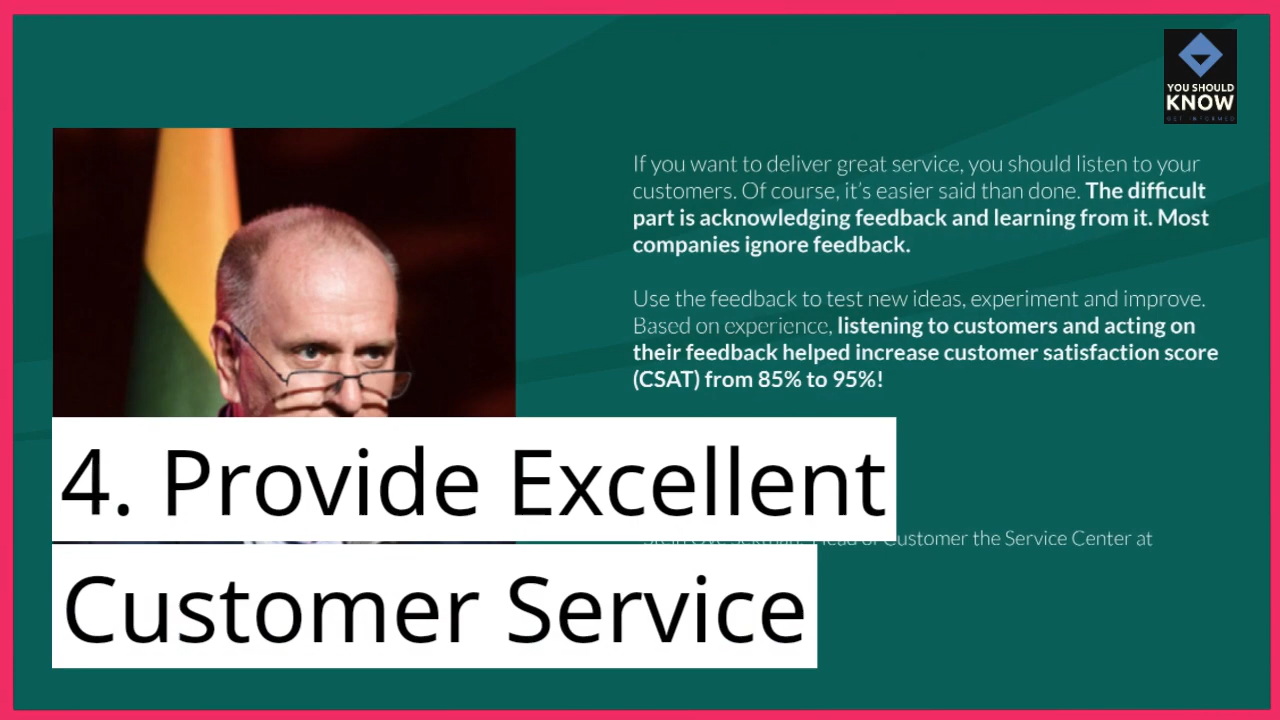 YOU SHOULD
KNOW
GET INFORMED
If you want to deliver great service, you should listen to your
customers. Of course, it’s easier said than done. The difficult
part is acknowledging feedback and learning from it. Most
companies ignore feedback.
Use the feedback to test new ideas, experiment and improve.
Based on experience, listening to customers and acting on
their feedback helped increase customer satisfaction score
(CSAT) from 85% to 95%!
4. Provide Excellent
Customer the Service Center at
Customer Service